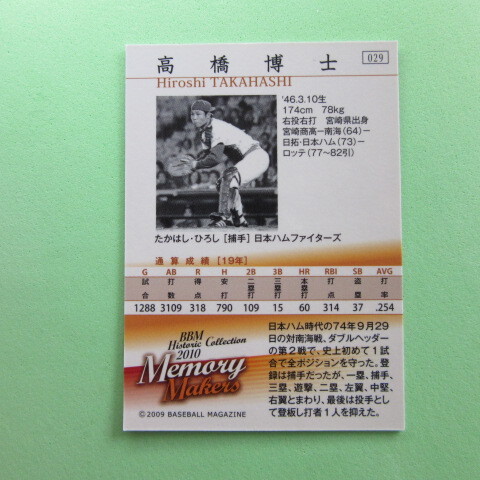 高橋博士
029
Hiroshi TAKAHASHI
'46.3.10生
174cm 78kg
右投右打 宮崎県出身
宮崎商高ー南海(64)ー
日拓・日本ハム(73)ー
ロッテ(77〜82引)
たかはし・ひろし [捕手] 日本ハムファイターズ
通算成績 [19年]
G AB R H 2B 3B HR RBI SB AVG
試合 打数 得点 安打 二塁打 三塁打 本塁打 打点 盗塁 打率
1288 3109 318 790 109 15 60 314 37 .254
BBM
Historic Collection
2010
Memory
Makers
©2009 BASEBALL MAGAZINE
日本ハム時代の74年9月29
日の対南海戦、ダブルヘッダー
の第2戦で、史上初めて1試
合で全ポジションを守った。登
録は捕手だったが、一塁、捕手、
三塁、遊撃、二塁、左翼、中堅、
右翼とまわり、最後は投手とし
て登板し打者1人を抑えた。